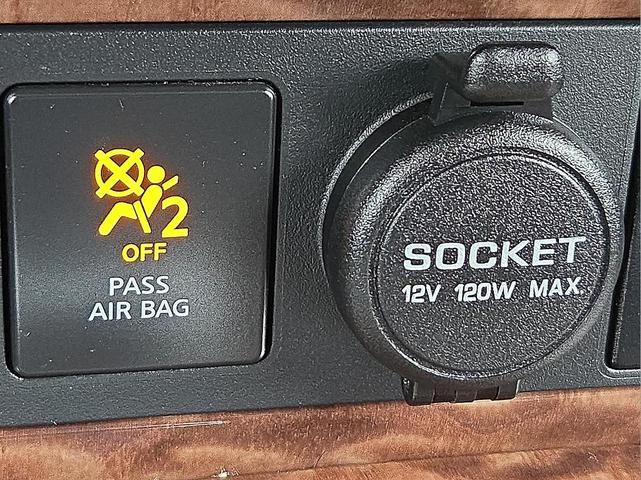 2
OFF
PASS
AIR BAG
SOCKET
12V 120W MAX.